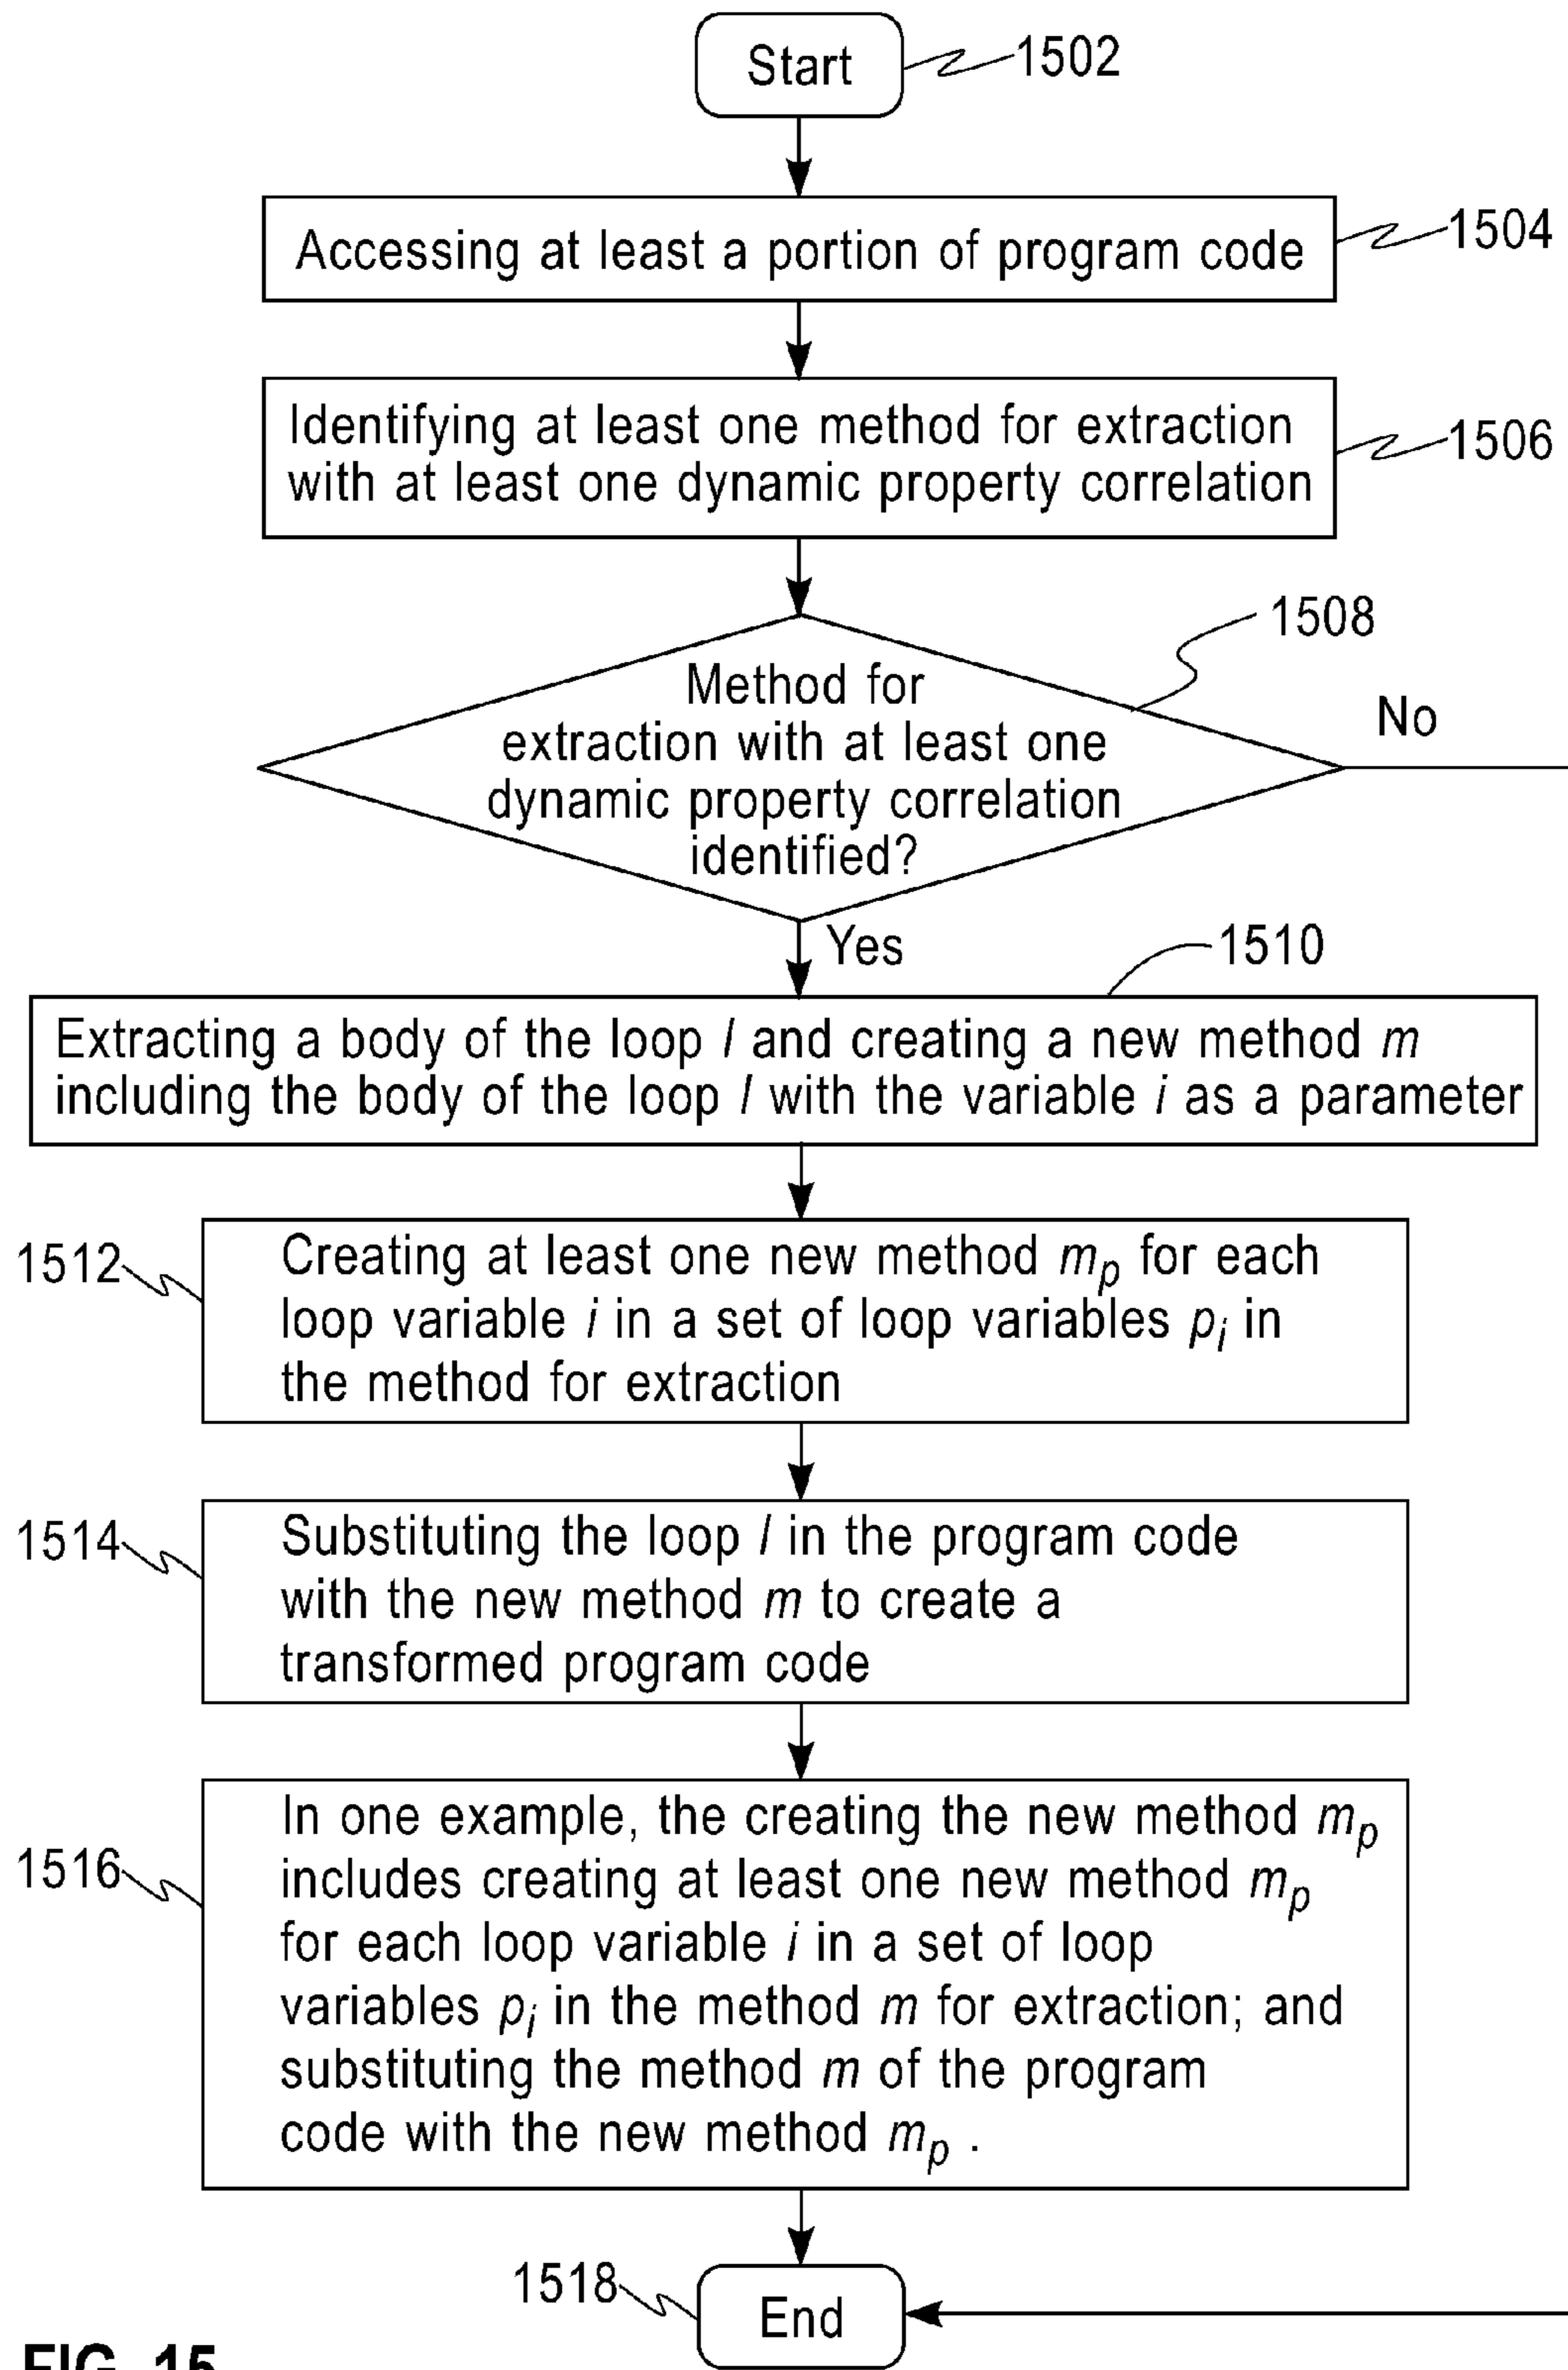 Start
1502
Accessing at least a portion of program code
1504
Identifying at least one method for extraction
with at least one dynamic property correlation
1506
Method for
extraction with at least one
dynamic property correlation
identified?
1508
No
Yes
1510
Extracting a body of the loop l and creating a new method m
including the body of the loop l with the variable i as a parameter
1512
Creating at least one new method mp for each
loop variable i in a set of loop variables pi in
the method for extraction
1514
Substituting the loop l in the program code
with the new method m to create a
transformed program code
1516
In one example, the creating the new method mp
includes creating at least one new method mp
for each loop variable i in a set of loop
variables pi in the method m for extraction; and
substituting the method m of the program
code with the new method mp .
1518
End
FIG. 15